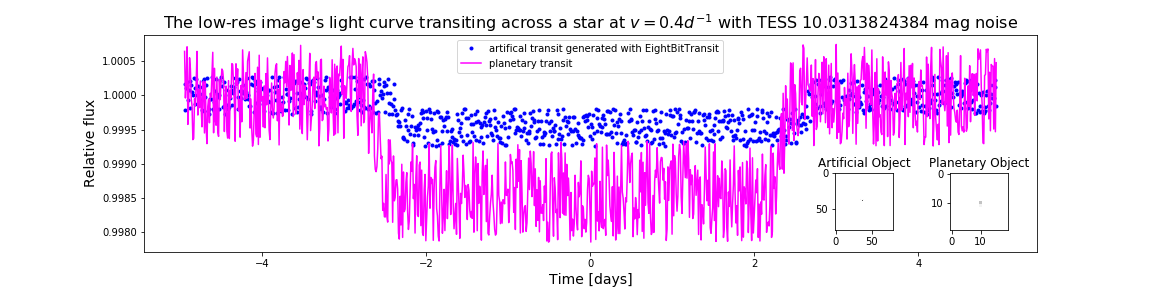 The low-res image's light curve transiting across a star at v = 0.4d⁻¹ with TESS 10.0313824384 mag noise
artifical transit generated with EightBitTransit
planetary transit
Relative flux
1.0005
1.0000
0.9995
0.9990
0.9985
0.9980
Artificial Object
0
50
0 50
Planetary Object
0
10
0 10
−4 −2 0 2 4
Time [days]